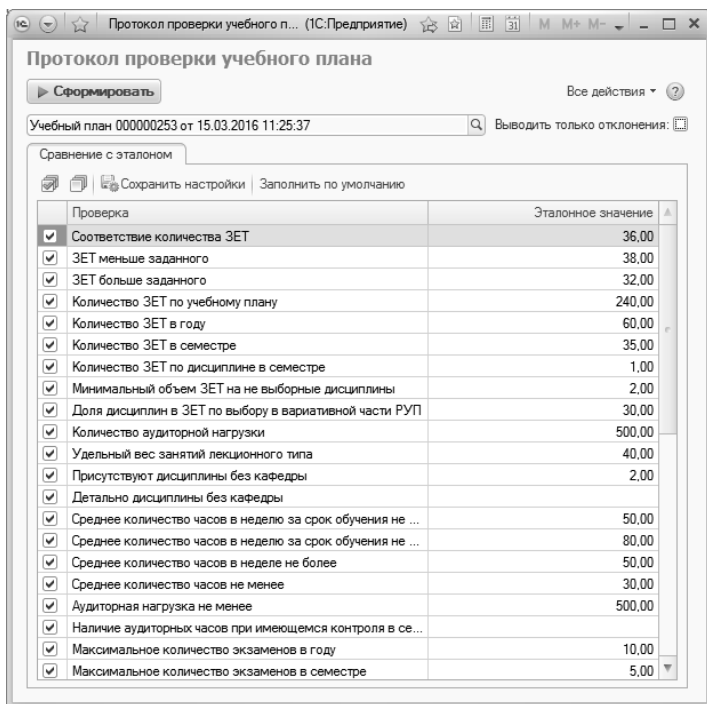 1С Протокол проверки учебного п... (1С:Предприятие) 31 M M+ M-
Протокол проверки учебного плана
Сформировать Все действия ?
Учебный план 000000253 от 15.03.2016 11:25:37 Выводить только отклонения:
Сравнение с эталоном
Сохранить настройки Заполнить по умолчанию
Проверка Эталонное значение
Соответствие количества ЗЕТ 36,00
ЗЕТ меньше заданного 38,00
ЗЕТ больше заданного 32,00
Количество ЗЕТ по учебному плану 240,00
Количество ЗЕТ в году 60,00
Количество ЗЕТ в семестре 35,00
Количество ЗЕТ по дисциплине в семестре 1,00
Минимальный объем ЗЕТ на не выборные дисциплины 2,00
Доля дисциплин в ЗЕТ по выбору в вариативной части РУП 30,00
Количество аудиторной нагрузки 500,00
Удельный вес занятий лекционного типа 40,00
Присутствуют дисциплины без кафедры 2,00
Детально дисциплины без кафедры
Среднее количество часов в неделю за срок обучения не ... 50,00
Среднее количество часов в неделю за срок обучения не ... 80,00
Среднее количество часов в неделе не более 50,00
Среднее количество часов не менее 30,00
Аудиторная нагрузка не менее 500,00
Наличие аудиторных часов при имеющемся контроля в се...
Максимальное количество экзаменов в году 10,00
Максимальное количество экзаменов в семестре 5,00